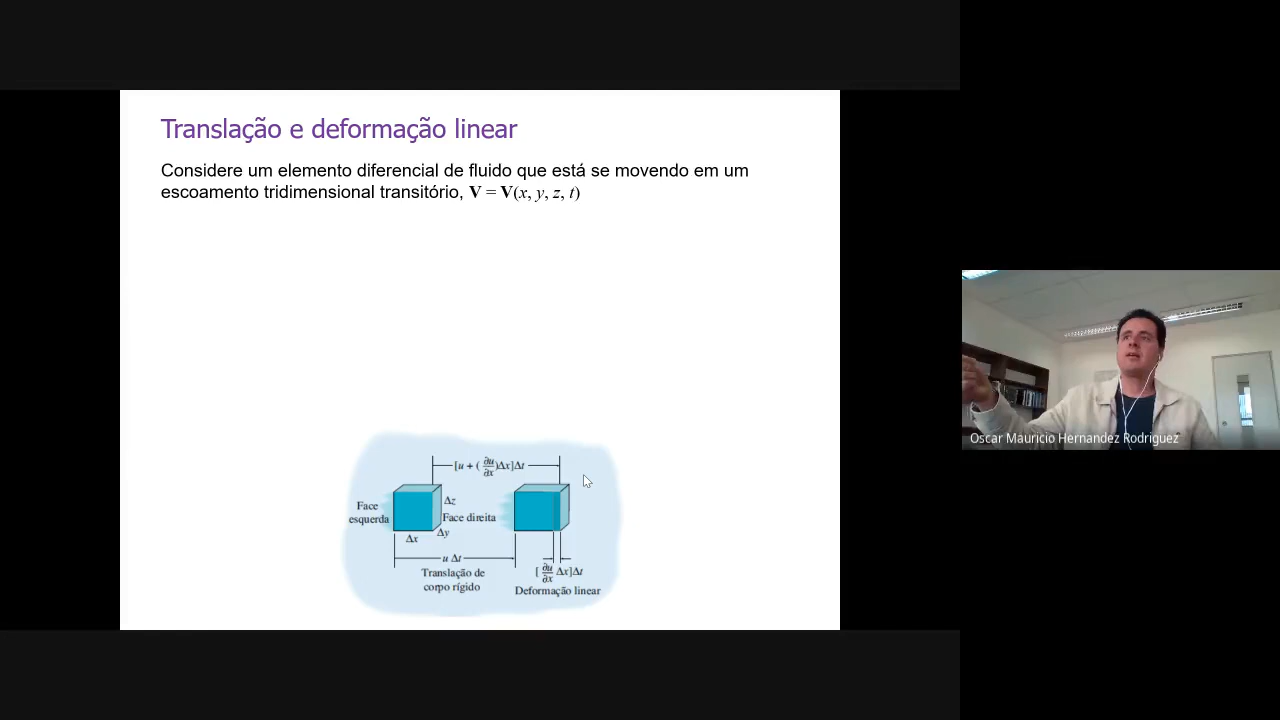 Translação e deformação linear
Considere um elemento diferencial de fluido que está se movendo em um
escoamento tridimensional transitório, V = V(x, y, z, t)
[u + (∂u/∂x)Δx]Δt
Face
esquerda
Δz
Face direita
Δy
Δx
u Δt
Translação de
corpo rígido
[∂u/∂x Δx]Δt
Deformação linear
Oscar Mauricio Hernandez Rodriguez